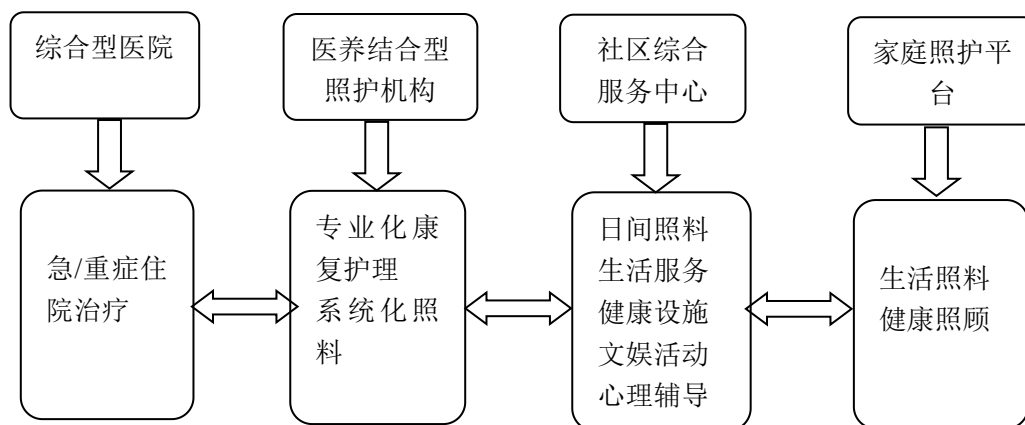 综合型医院
医养结合型
照护机构
社区综合
服务中心
家庭照护平
台
急/重症住
院治疗
专业化康
复护理
系统化照
料
日间照料
生活服务
健康设施
文娱活动
心理辅导
生活照料
健康照顾